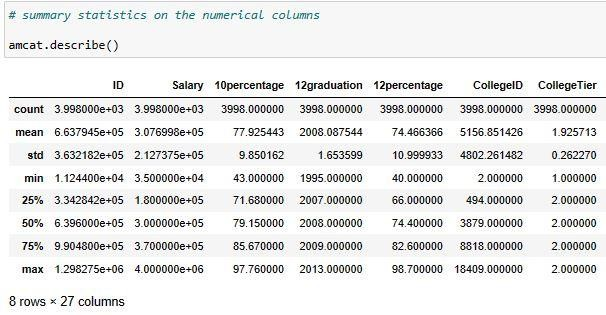 # summary statistics on the numerical columns
amcat.describe()
ID Salary 10percentage 12graduation 12percentage CollegeID CollegeTier
count 3.998000e+03 3.998000e+03 3998.000000 3998.000000 3998.000000 3998.000000 3998.000000
mean 6.637945e+05 3.076998e+05 77.925443 2008.087544 74.466366 5156.851426 1.925713
std 3.632182e+05 2.127375e+05 9.850162 1.653599 10.999933 4802.261482 0.262270
min 1.124400e+04 3.500000e+04 43.000000 1995.000000 40.000000 2.000000 1.000000
25% 3.342842e+05 1.800000e+05 71.680000 2007.000000 66.000000 494.000000 2.000000
50% 6.396000e+05 3.000000e+05 79.150000 2008.000000 74.400000 3879.000000 2.000000
75% 9.904800e+05 3.700000e+05 85.670000 2009.000000 82.600000 8818.000000 2.000000
max 1.298275e+06 4.000000e+06 97.760000 2013.000000 98.700000 18409.000000 2.000000
8 rows × 27 columns